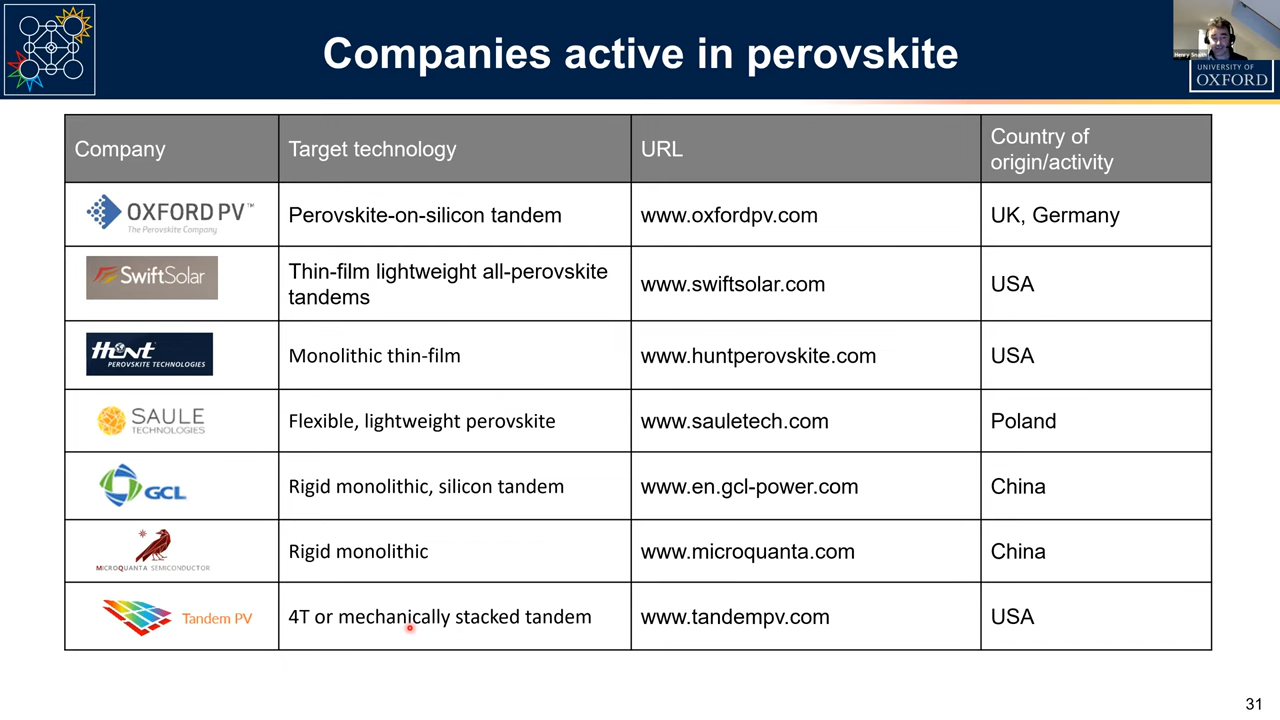 Companies active in perovskite
Henry Snaith
UNIVERSITY OF
OXFORD
Company
Target technology
URL
Country of
origin/activity
OXFORD PV™
The Perovskite Company
Perovskite-on-silicon tandem
www.oxfordpv.com
UK, Germany
SwiftSolar
Thin-film lightweight all-perovskite
tandems
www.swiftsolar.com
USA
Hunt
PEROVSKITE TECHNOLOGIES
Monolithic thin-film
www.huntperovskite.com
USA
SAULE
TECHNOLOGIES
Flexible, lightweight perovskite
www.sauletech.com
Poland
GCL
Rigid monolithic, silicon tandem
www.en.gcl-power.com
China
MICROQUANTA SEMICONDUCTOR
Rigid monolithic
www.microquanta.com
China
Tandem PV
4T or mechanically stacked tandem
www.tandempv.com
USA
31